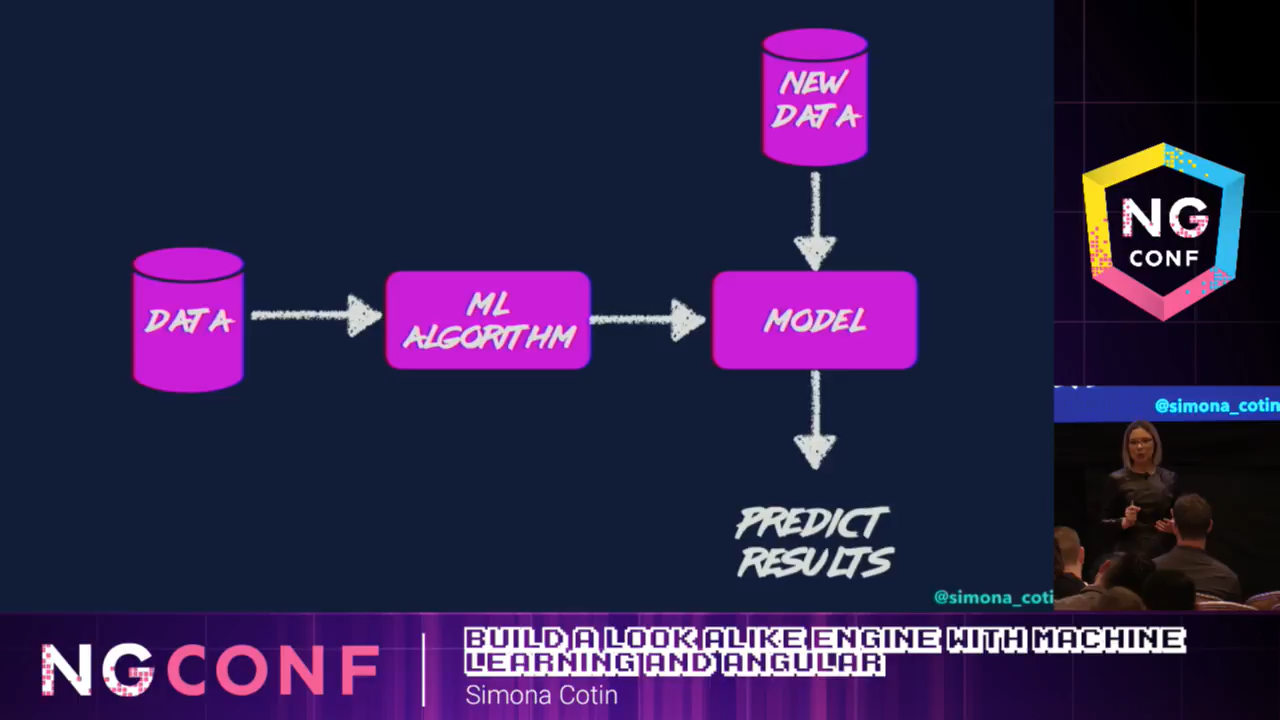 NEW
DATA
DATA
ML
ALGORITHM
MODEL
PREDICT
RESULTS
@simona_coti
NG
CONF
@simona_cotin
NGCONF
BUILD A LOOK ALIKE ENGINE WITH MACHINE
LEARNING AND ANGULAR
Simona Cotin